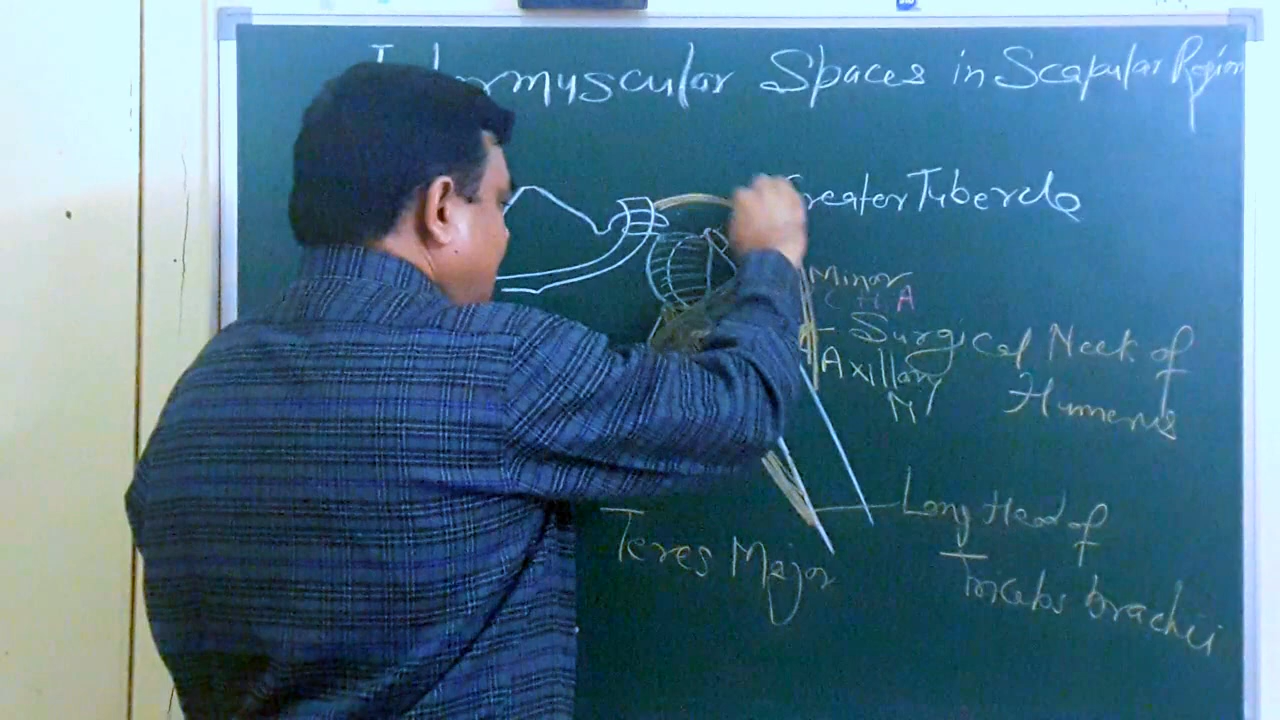 Intermuscular Spaces in Scapular Region
Greater Tubercle
Minor
C H A
Surgical Neck of
Humerus
Axillary
N
Long Head of
Triceps brachii
Teres Major